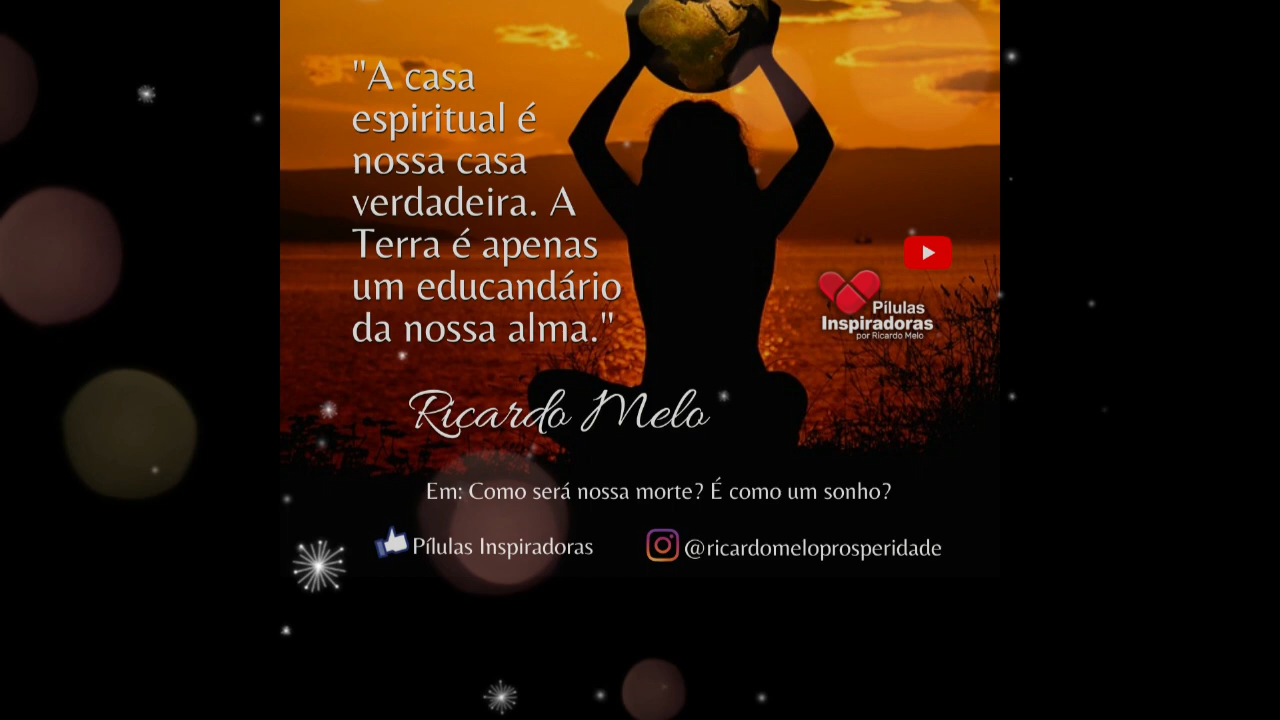 "A casa
espiritual é
nossa casa
verdadeira. A
Terra é apenas
um educandário
da nossa alma."
Pílulas
Inspiradoras
por Ricardo Melo
Ricardo Melo
Em: Como será nossa morte? É como um sonho?
Pílulas Inspiradoras
@ricardomeloprosperidade